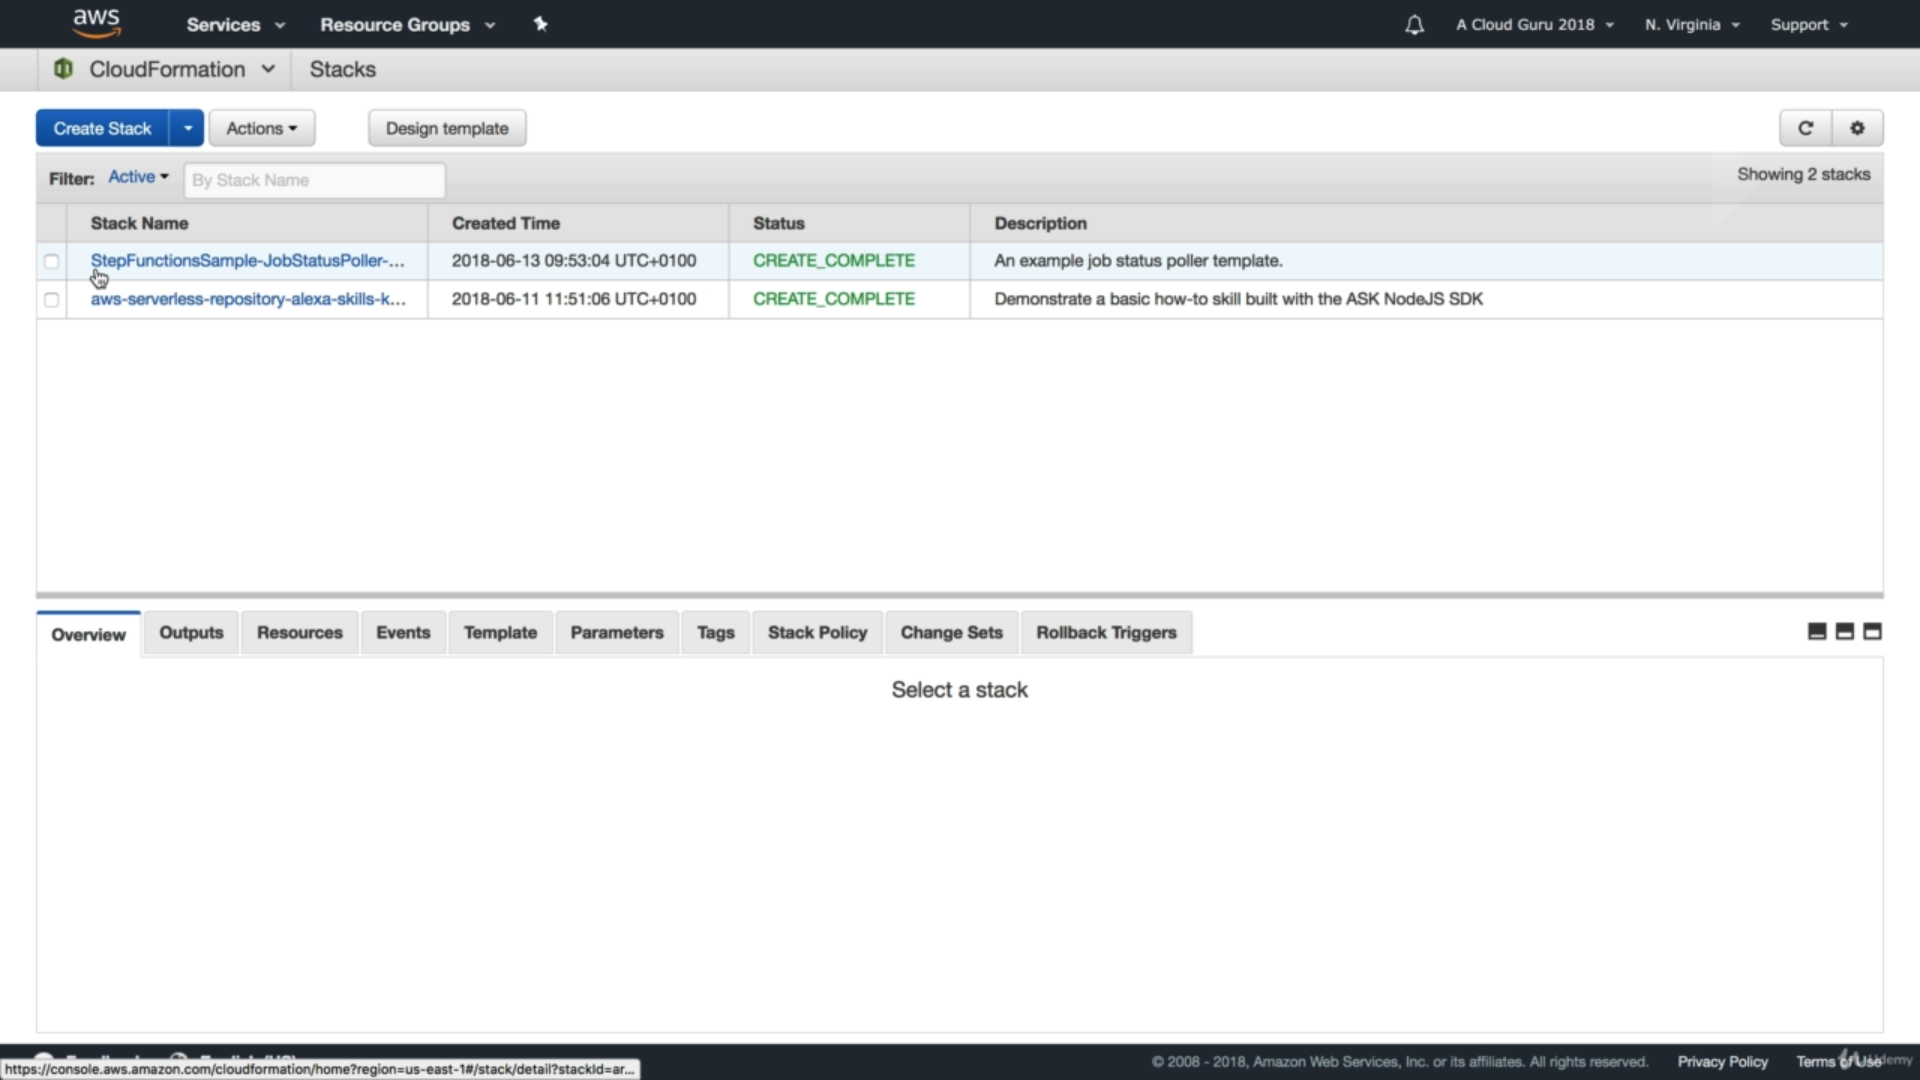 aws Services Resource Groups A Cloud Guru 2018 N. Virginia Support
CloudFormation Stacks
Create Stack Actions Design template
Filter: Active By Stack Name Showing 2 stacks
Stack Name Created Time Status Description
StepFunctionsSample-JobStatusPoller-... 2018-06-13 09:53:04 UTC+0100 CREATE_COMPLETE An example job status poller template.
aws-serverless-repository-alexa-skills-k... 2018-06-11 11:51:06 UTC+0100 CREATE_COMPLETE Demonstrate a basic how-to skill built with the ASK NodeJS SDK
Overview Outputs Resources Events Template Parameters Tags Stack Policy Change Sets Rollback Triggers
Select a stack
© 2008 - 2018, Amazon Web Services, Inc. or its affiliates. All rights reserved. Privacy Policy Terms of Use
https://console.aws.amazon.com/cloudformation/home?region=us-east-1#/stack/detail?stackId=ar...